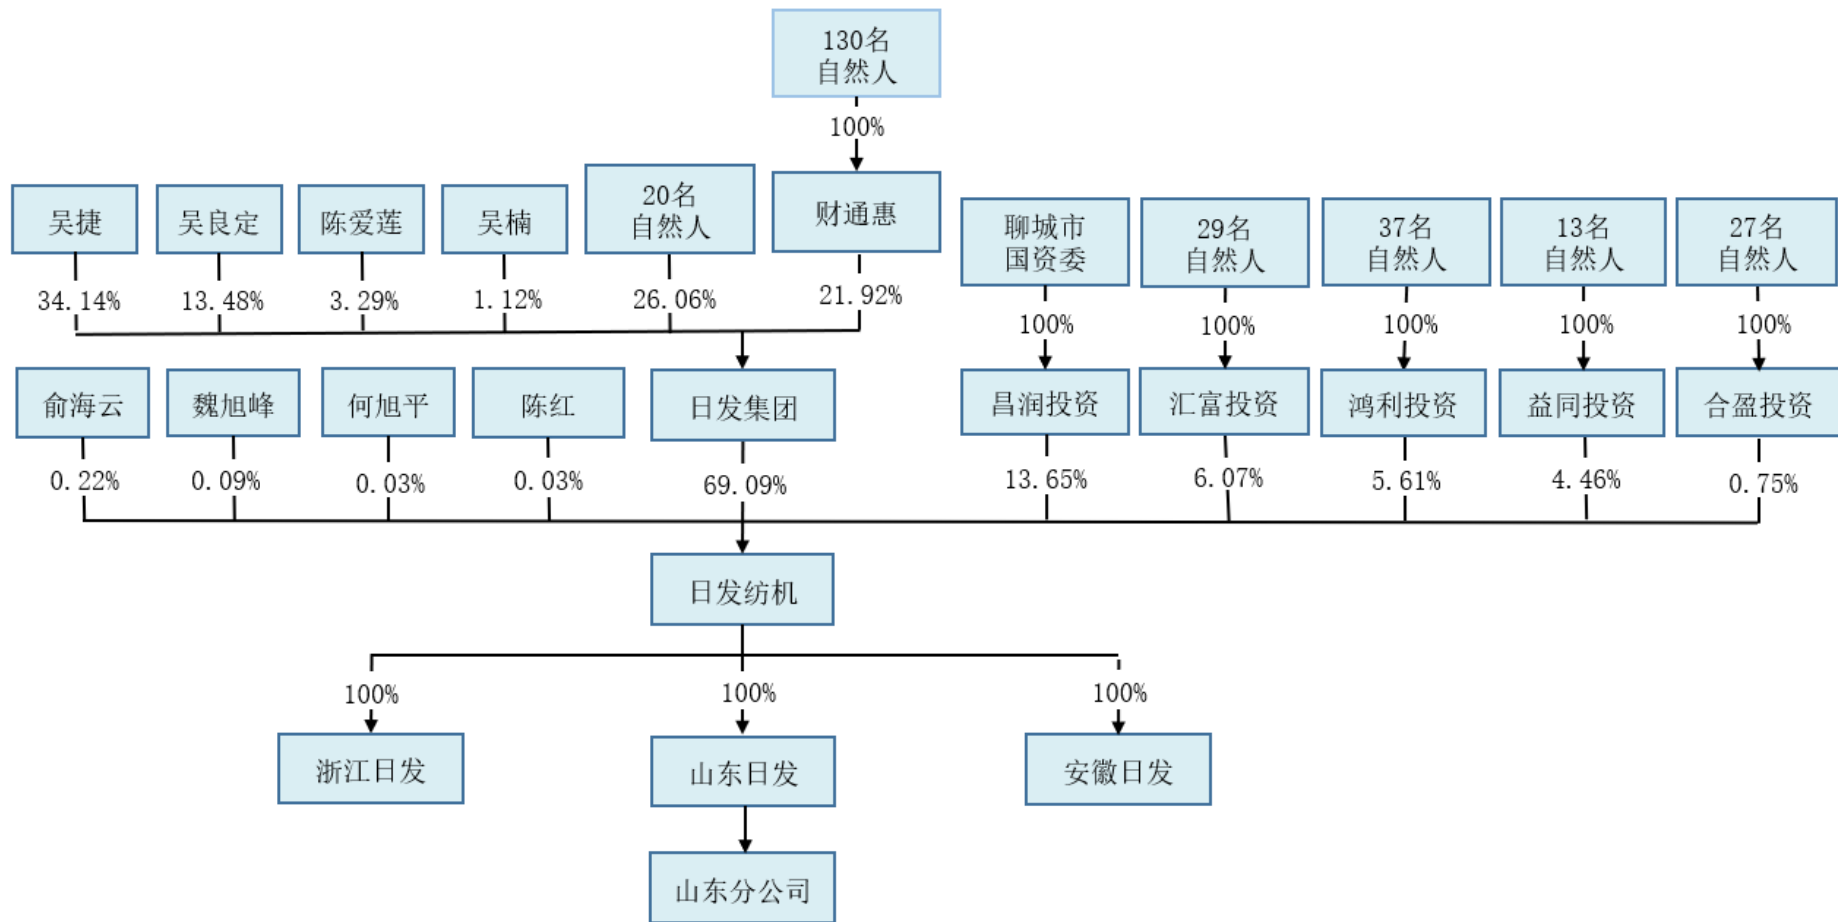 130名
自然人
100%
吴捷
吴良定
陈爱莲
吴楠
20名
自然人
财通惠
聊城市
国资委
29名
自然人
37名
自然人
13名
自然人
27名
自然人
34.14%
13.48%
3.29%
1.12%
26.06%
21.92%
100%
100%
100%
100%
100%
俞海云
魏旭峰
何旭平
陈红
日发集团
昌润投资
汇富投资
鸿利投资
益同投资
合盈投资
0.22%
0.09%
0.03%
0.03%
69.09%
13.65%
6.07%
5.61%
4.46%
0.75%
日发纺机
100%
100%
100%
浙江日发
山东日发
安徽日发
山东分公司